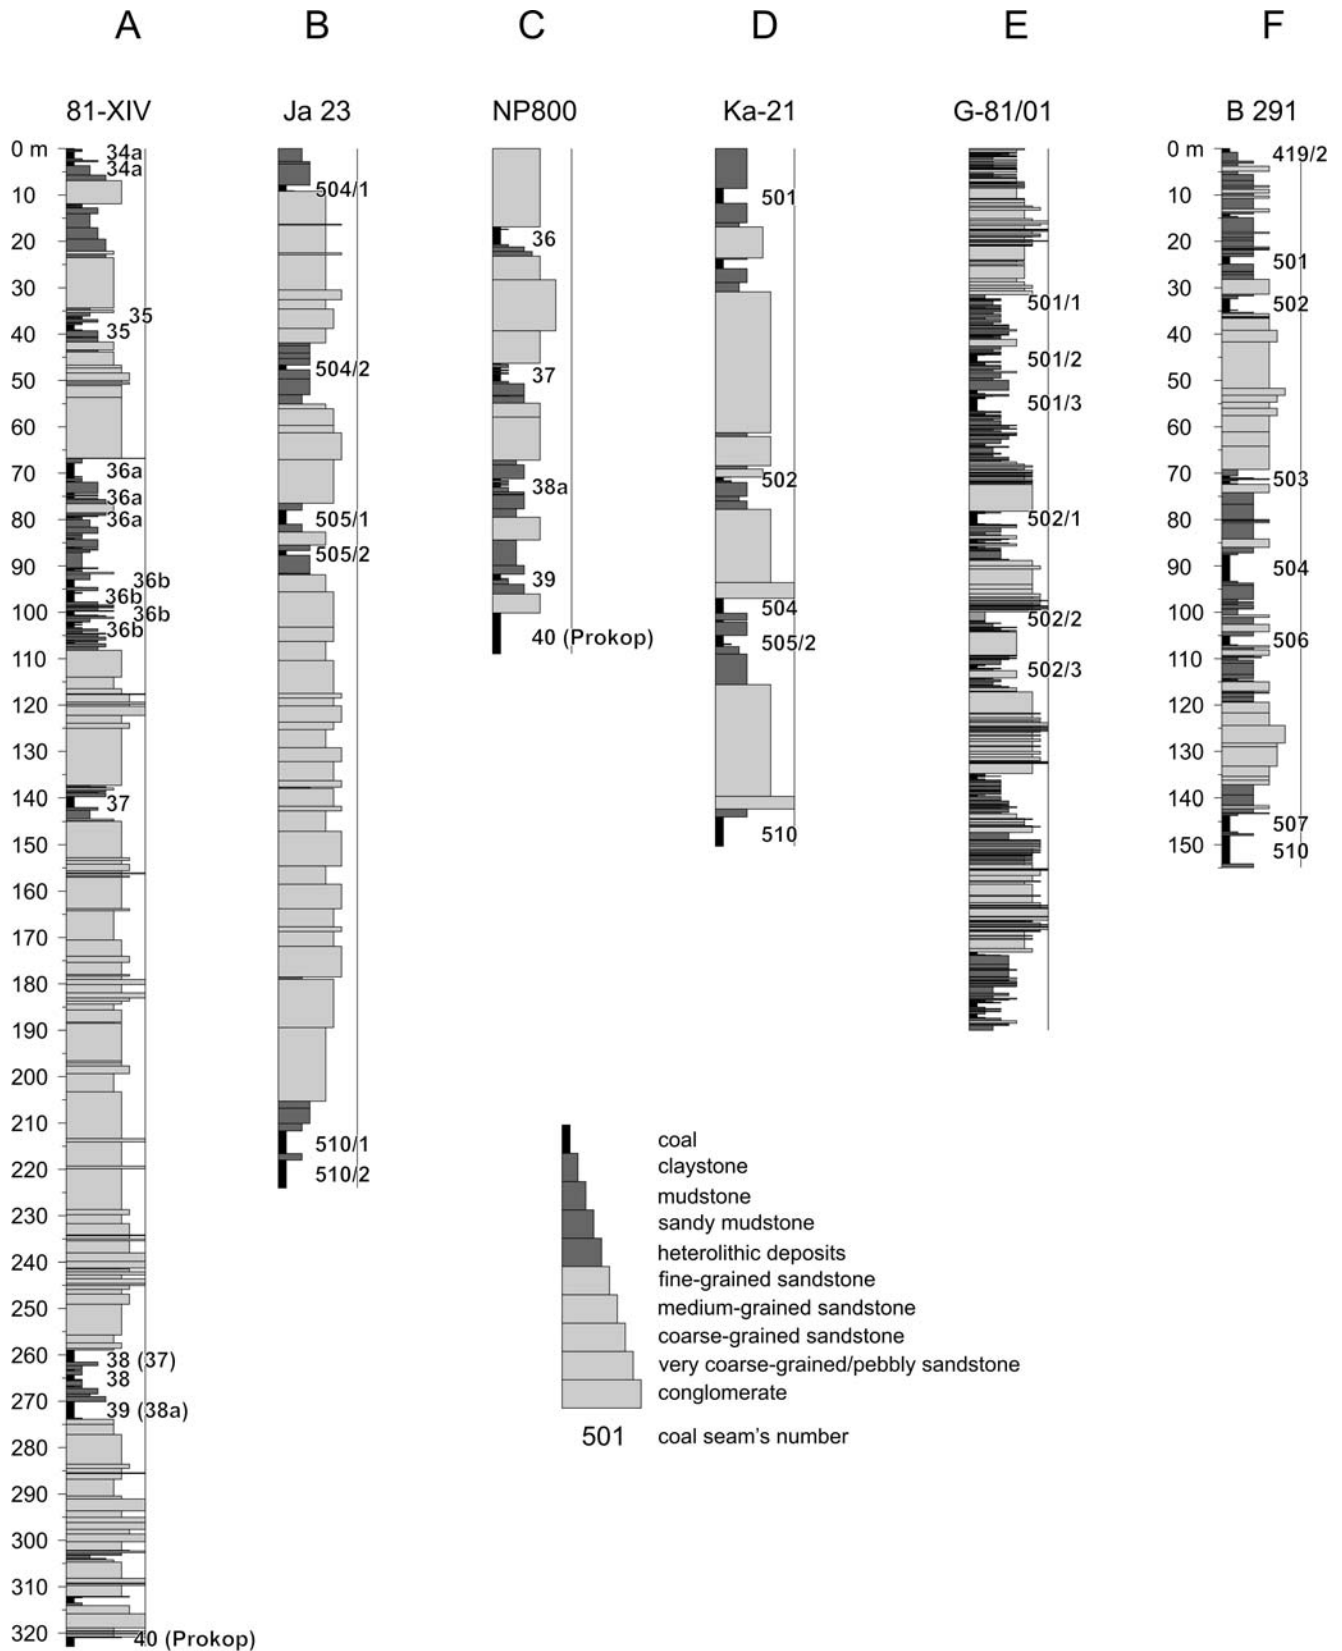 A B C D E F
81-XIV Ja 23 NP800 Ka-21 G-81/01 B 291
0 m
10
20
30
40
50
60
70
80
90
100
110
120
130
140
150
160
170
180
190
200
210
220
230
240
250
260
270
280
290
300
310
320
34a
34a
35
35
36a
36a
36a
36b
36b
36b
36b
37
38 (37)
38
39 (38a)
40 (Prokop)
504/1
504/2
505/1
505/2
510/1
510/2
36
37
38a
39
40 (Prokop)
501
502
504
505/2
510
501/1
501/2
501/3
502/1
502/2
502/3
0 m
10
20
30
40
50
60
70
80
90
100
110
120
130
140
150
419/2
501
502
503
504
506
507
510
coal
claystone
mudstone
sandy mudstone
heterolithic deposits
fine-grained sandstone
medium-grained sandstone
coarse-grained sandstone
very coarse-grained/pebbly sandstone
conglomerate
501 coal seam's number